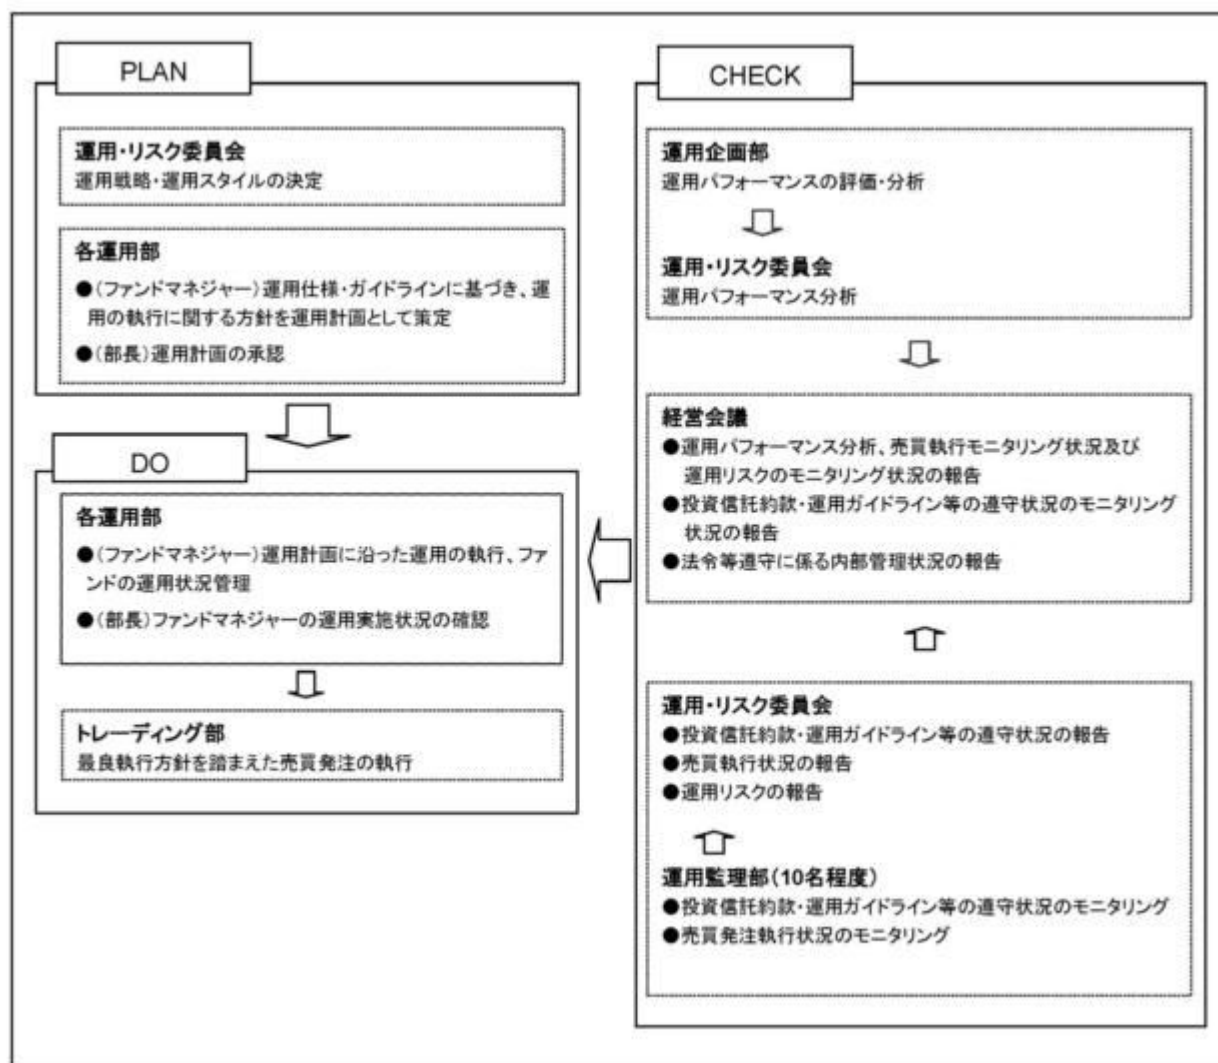 PLAN
運用・リスク委員会
運用戦略・運用スタイルの決定
各運用部
●(ファンドマネジャー)運用仕様・ガイドラインに基づき、運
用の執行に関する方針を運用計画として策定
●(部長)運用計画の承認
DO
各運用部
●(ファンドマネジャー)運用計画に沿った運用の執行、ファ
ンドの運用状況管理
●(部長)ファンドマネジャーの運用実施状況の確認
トレーディング部
最良執行方針を踏まえた売買発注の執行
CHECK
運用企画部
運用パフォーマンスの評価・分析
運用・リスク委員会
運用パフォーマンス分析
経営会議
●運用パフォーマンス分析、売買執行モニタリング状況及び
運用リスクのモニタリング状況の報告
●投資信託約款・運用ガイドライン等の遵守状況のモニタリング
状況の報告
●法令等遵守に係る内部管理状況の報告
運用・リスク委員会
●投資信託約款・運用ガイドライン等の遵守状況の報告
●売買執行状況の報告
●運用リスクの報告
運用監理部(10名程度)
●投資信託約款・運用ガイドライン等の遵守状況のモニタリング
●売買発注執行状況のモニタリング